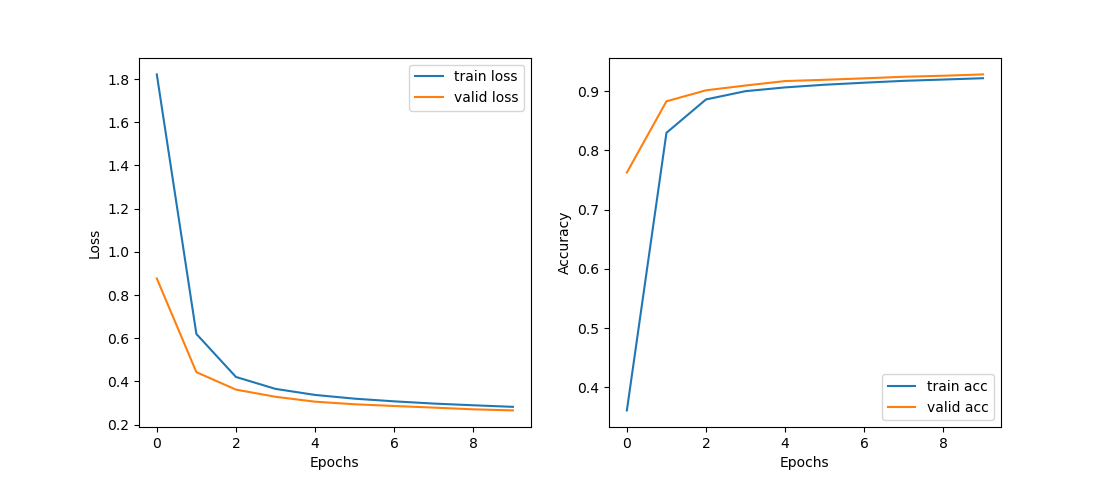 1.8
1.6
1.4
1.2
1.0
0.8
0.6
0.4
0.2
Loss
0 2 4 6 8
Epochs
train loss
valid loss
0.9
0.8
0.7
0.6
0.5
0.4
Accuracy
0 2 4 6 8
Epochs
train acc
valid acc